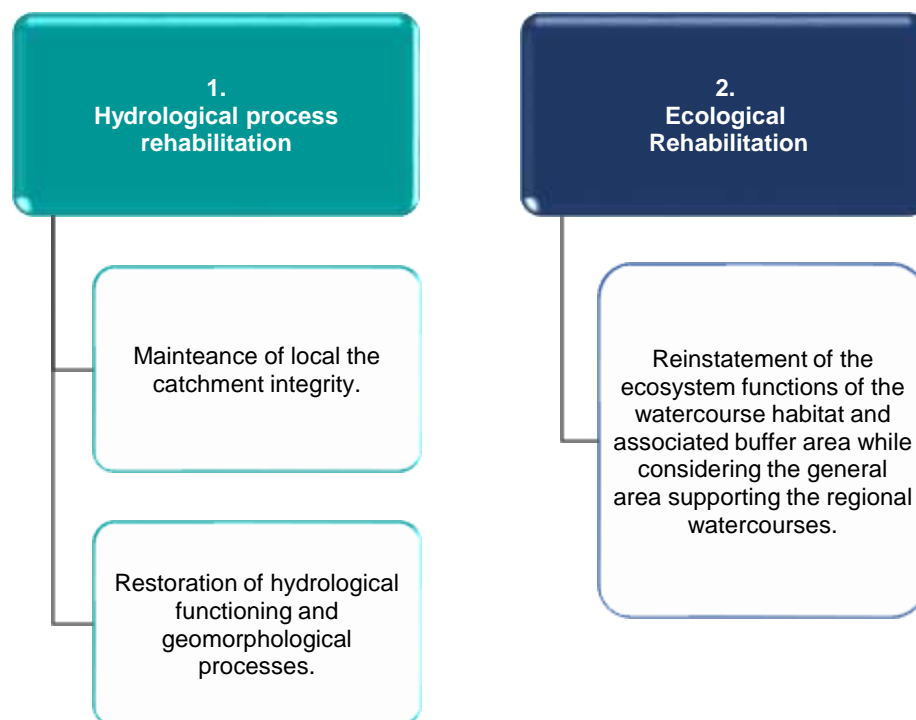 1.
Hydrological process
rehabilitation
Mainteance of local the
catchment integrity.
Restoration of hydrological
functioning and
geomorphological
processes.
2.
Ecological
Rehabilitation
Reinstatement of the
ecosystem functions of the
watercourse habitat and
associated buffer area while
considering the general
area supporting the regional
watercourses.